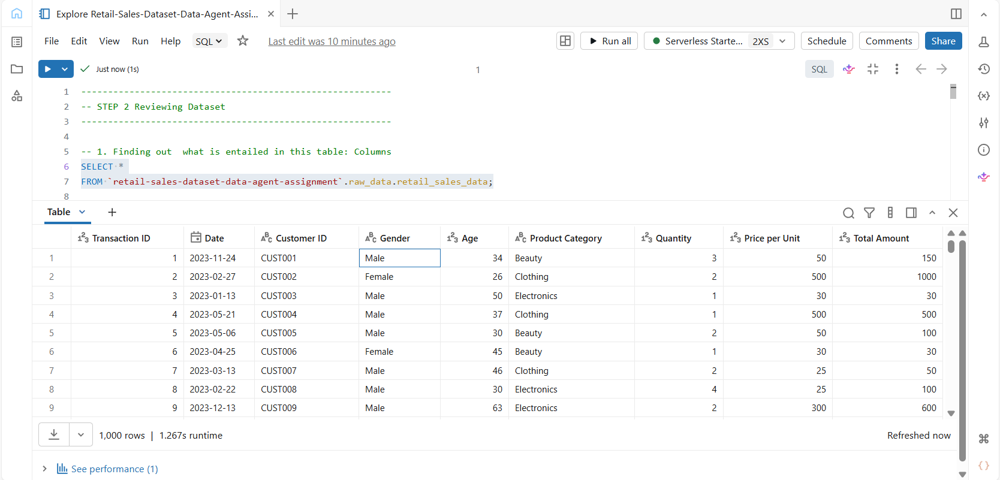 Explore Retail-Sales-Dataset-Data-Agent-Assi...
File Edit View Run Help SQL Last edit was 10 minutes ago Run all Serverless Starte... 2XS Schedule Comments Share
Just now (1s) 1 SQL
1 ----------------------------------------------------------
2 -- STEP 2 Reviewing Dataset
3 ----------------------------------------------------------
4
5 -- 1. Finding out  what is entailed in this table: Columns
6 SELECT *
7 FROM `retail-sales-dataset-data-agent-assignment`.raw_data.retail_sales_data;
8
Table
Transaction ID Date Customer ID Gender Age Product Category Quantity Price per Unit Total Amount
1 1 2023-11-24 CUST001 Male 34 Beauty 3 50 150
2 2 2023-02-27 CUST002 Female 26 Clothing 2 500 1000
3 3 2023-01-13 CUST003 Male 50 Electronics 1 30 30
4 4 2023-05-21 CUST004 Male 37 Clothing 1 500 500
5 5 2023-05-06 CUST005 Male 30 Beauty 2 50 100
6 6 2023-04-25 CUST006 Female 45 Beauty 1 30 30
7 7 2023-03-13 CUST007 Male 46 Clothing 2 25 50
8 8 2023-02-22 CUST008 Male 30 Electronics 4 25 100
9 9 2023-12-13 CUST009 Male 63 Electronics 2 300 600
1,000 rows | 1.267s runtime Refreshed now
See performance (1)